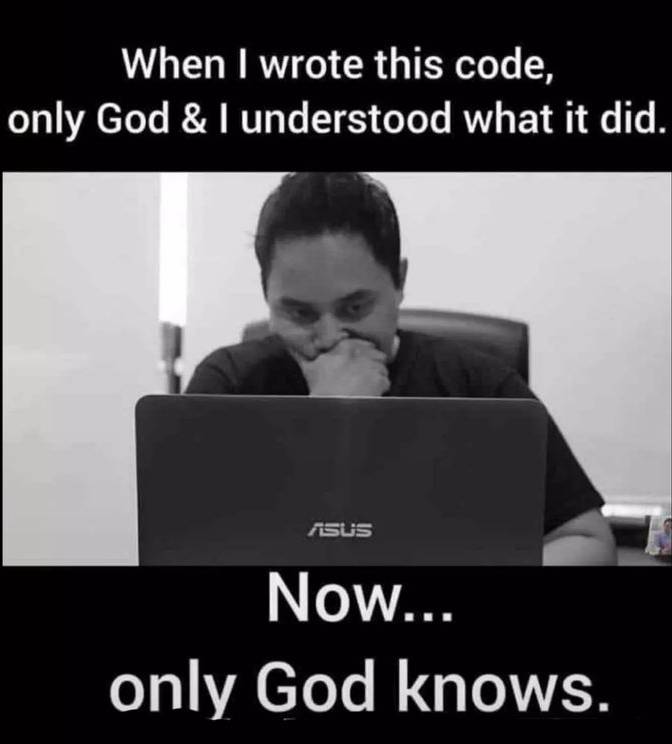 When I wrote this code,
only God & I understood what it did.
ASUS
Now...
only God knows.